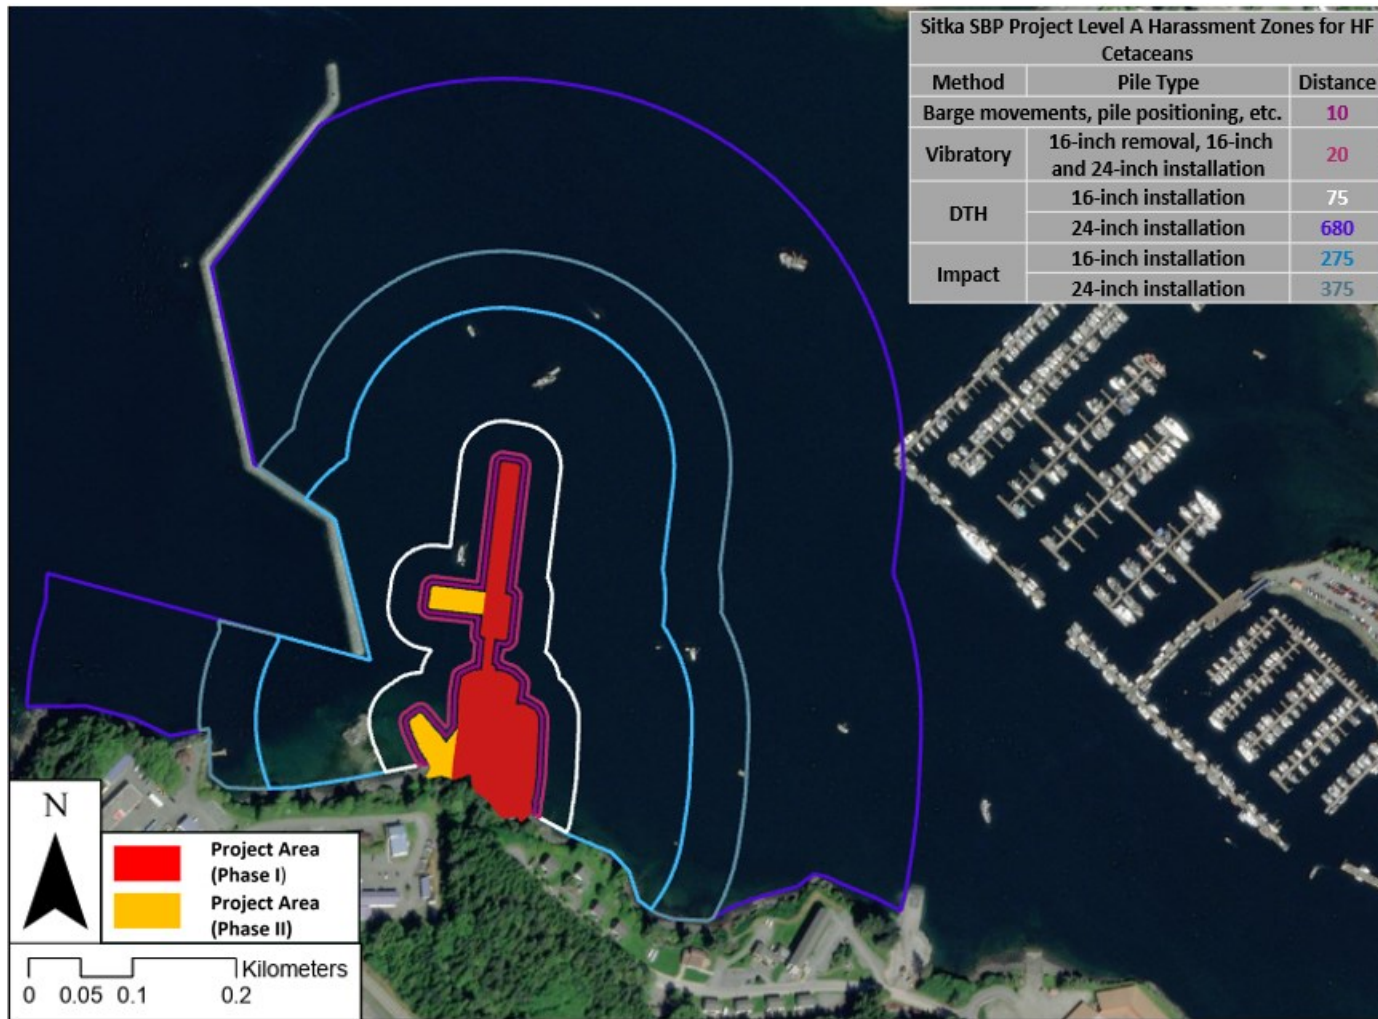 Sitka SBP Project Level A Harassment Zones for HF
Cetaceans
Method Pile Type Distance
Barge movements, pile positioning, etc. 10
Vibratory 16-inch removal, 16-inch
and 24-inch installation 20
DTH 16-inch installation 75
24-inch installation 680
Impact 16-inch installation 275
24-inch installation 375
N
Project Area
(Phase I)
Project Area
(Phase II)
Kilometers
0 0.05 0.1 0.2